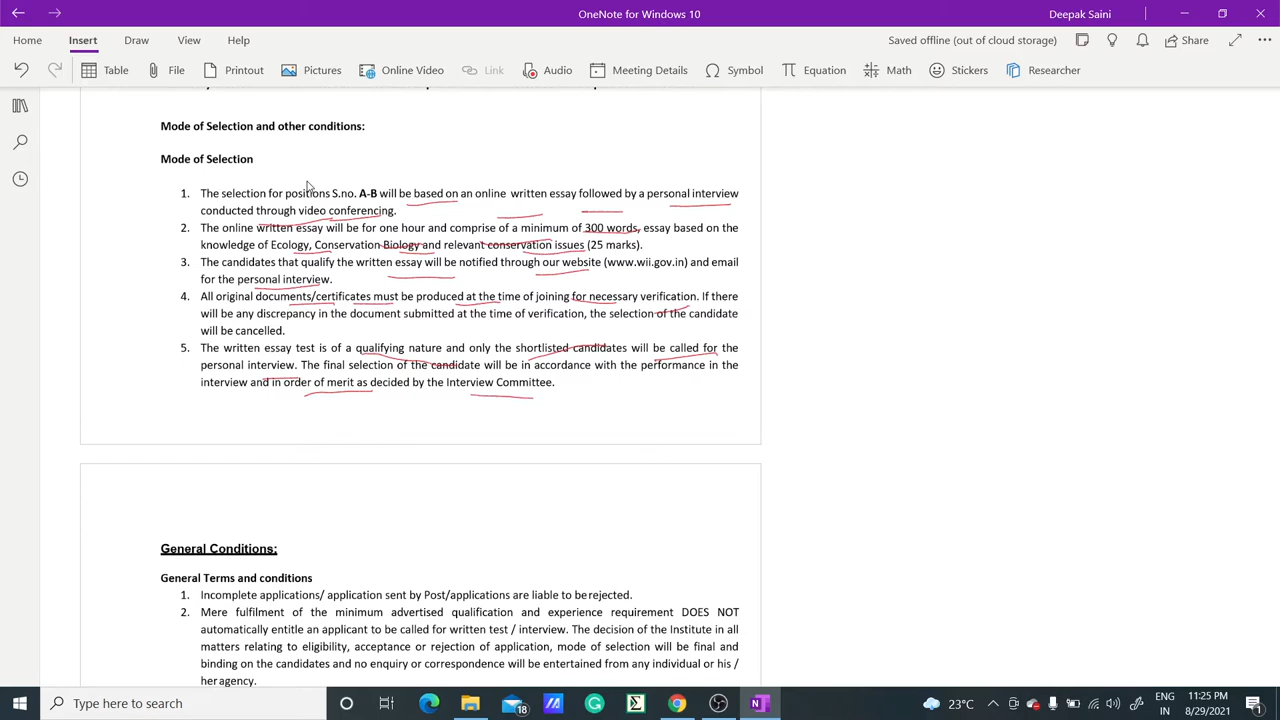 OneNote for Windows 10
Deepak Saini
Home Insert Draw View Help
Saved offline (out of cloud storage)
Share
Table File Printout Pictures Online Video Link Audio Meeting Details Symbol Equation Math Stickers Researcher
Mode of Selection and other conditions:
Mode of Selection
1. The selection for positions S.no. A-B will be based on an online written essay followed by a personal interview
conducted through video conferencing.
2. The online written essay will be for one hour and comprise of a minimum of 300 words, essay based on the
knowledge of Ecology, Conservation Biology and relevant conservation issues (25 marks).
3. The candidates that qualify the written essay will be notified through our website (www.wii.gov.in) and email
for the personal interview.
4. All original documents/certificates must be produced at the time of joining for necessary verification. If there
will be any discrepancy in the document submitted at the time of verification, the selection of the candidate
will be cancelled.
5. The written essay test is of a qualifying nature and only the shortlisted candidates will be called for the
personal interview. The final selection of the candidate will be in accordance with the performance in the
interview and in order of merit as decided by the Interview Committee.
General Conditions:
General Terms and conditions
1. Incomplete applications/ application sent by Post/applications are liable to be rejected.
2. Mere fulfilment of the minimum advertised qualification and experience requirement DOES NOT
automatically entitle an applicant to be called for written test / interview. The decision of the Institute in all
matters relating to eligibility, acceptance or rejection of application, mode of selection will be final and
binding on the candidates and no enquiry or correspondence will be entertained from any individual or his /
her agency.
Type here to search
18
23°C
ENG
IN
11:25 PM
8/29/2021
1